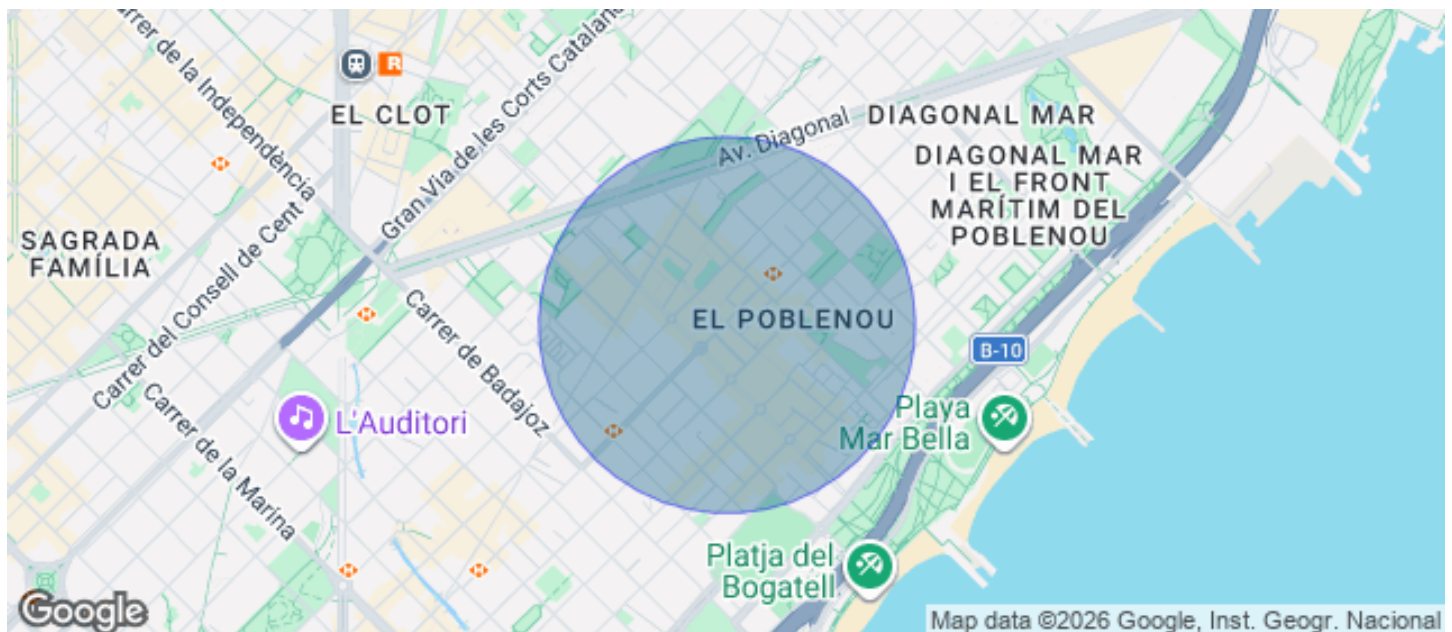 Carrer de la Independència
R
EL CLOT
Gran Via de les Corts Catalan
Av. Diagonal
DIAGONAL MAR
DIAGONAL MAR
I EL FRONT
MARÍTIM DEL
POBLENOU
SAGRADA
FAMÍLIA
Carrer del Consell de Cent
Carrer de Badajoz
EL POBLENOU
B-10
L'Auditori
Carrer de la Marina
Playa
Mar Bella
Platja del
Bogatell
Google
Map data ©2026 Google, Inst. Geogr. Nacional